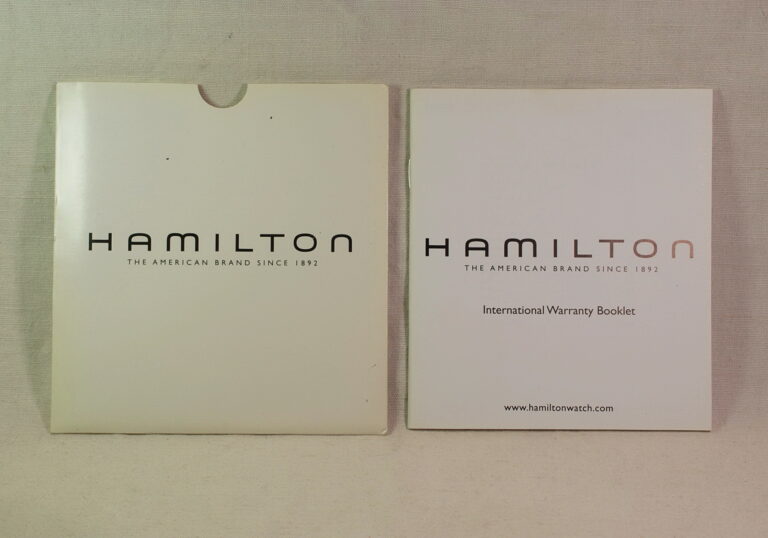 HAMILTON
THE AMERICAN BRAND SINCE 1892
HAMILTON
THE AMERICAN BRAND SINCE 1892
International Warranty Booklet
www.hamiltonwatch.com